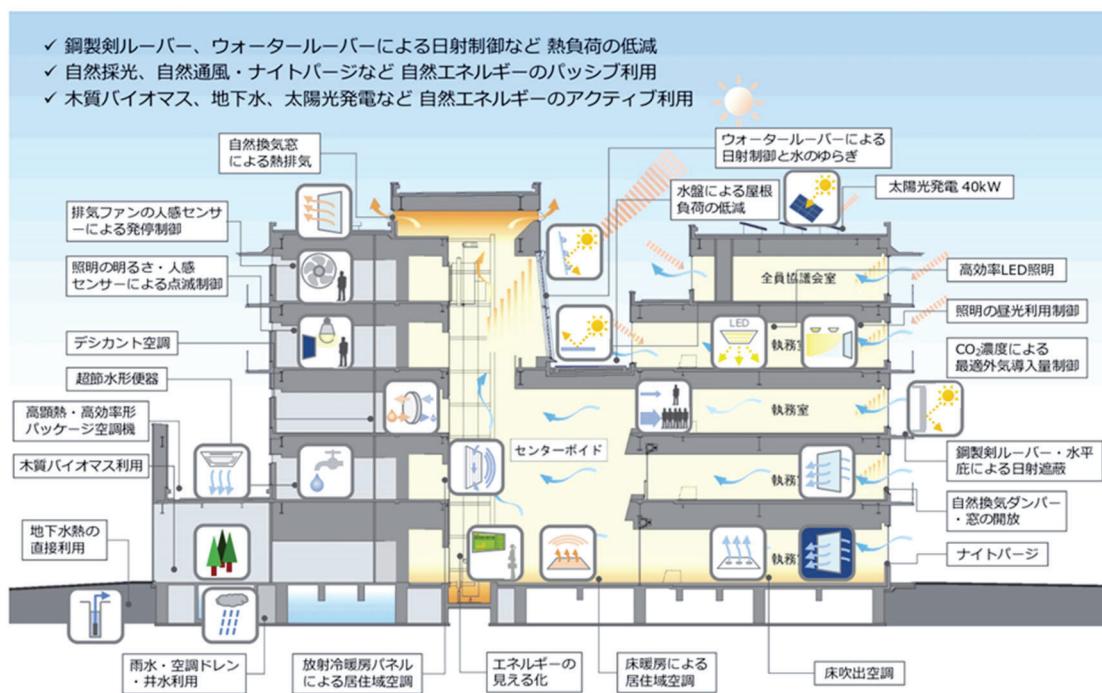 ✓ 鋼製剣ルーバー、ウォータールーバーによる日射制御など 熱負荷の低減
✓ 自然採光、自然通風・ナイトパージなど 自然エネルギーのパッシブ利用
✓ 木質バイオマス、地下水、太陽光発電など 自然エネルギーのアクティブ利用
自然換気窓
による熱排気
ウォータールーバーによる
日射制御と水のゆらぎ
排気ファンの人感センサ
ーによる発停制御
水盤による屋根
負荷の低減
太陽光発電 40kW
照明の明るさ・人感
センサーによる点滅制御
全員協議会室
高効率LED照明
デシカント空調
LED
執務室
照明の昼光利用制御
超節水形便器
CO₂濃度による
最適外気導入量制御
高顕熱・高効率形
パッケージ空調機
執務室
木質バイオマス利用
センターボイド
鋼製剣ルーバー・水平
庇による日射遮蔽
執務室
自然換気ダンパー
・窓の開放
地下水熱の
直接利用
執務室
ナイトパージ
雨水・空調ドレン
・井水利用
放射冷暖房パネル
による居住域空調
エネルギーの
見える化
床暖房による
居住域空調
床吹出空調